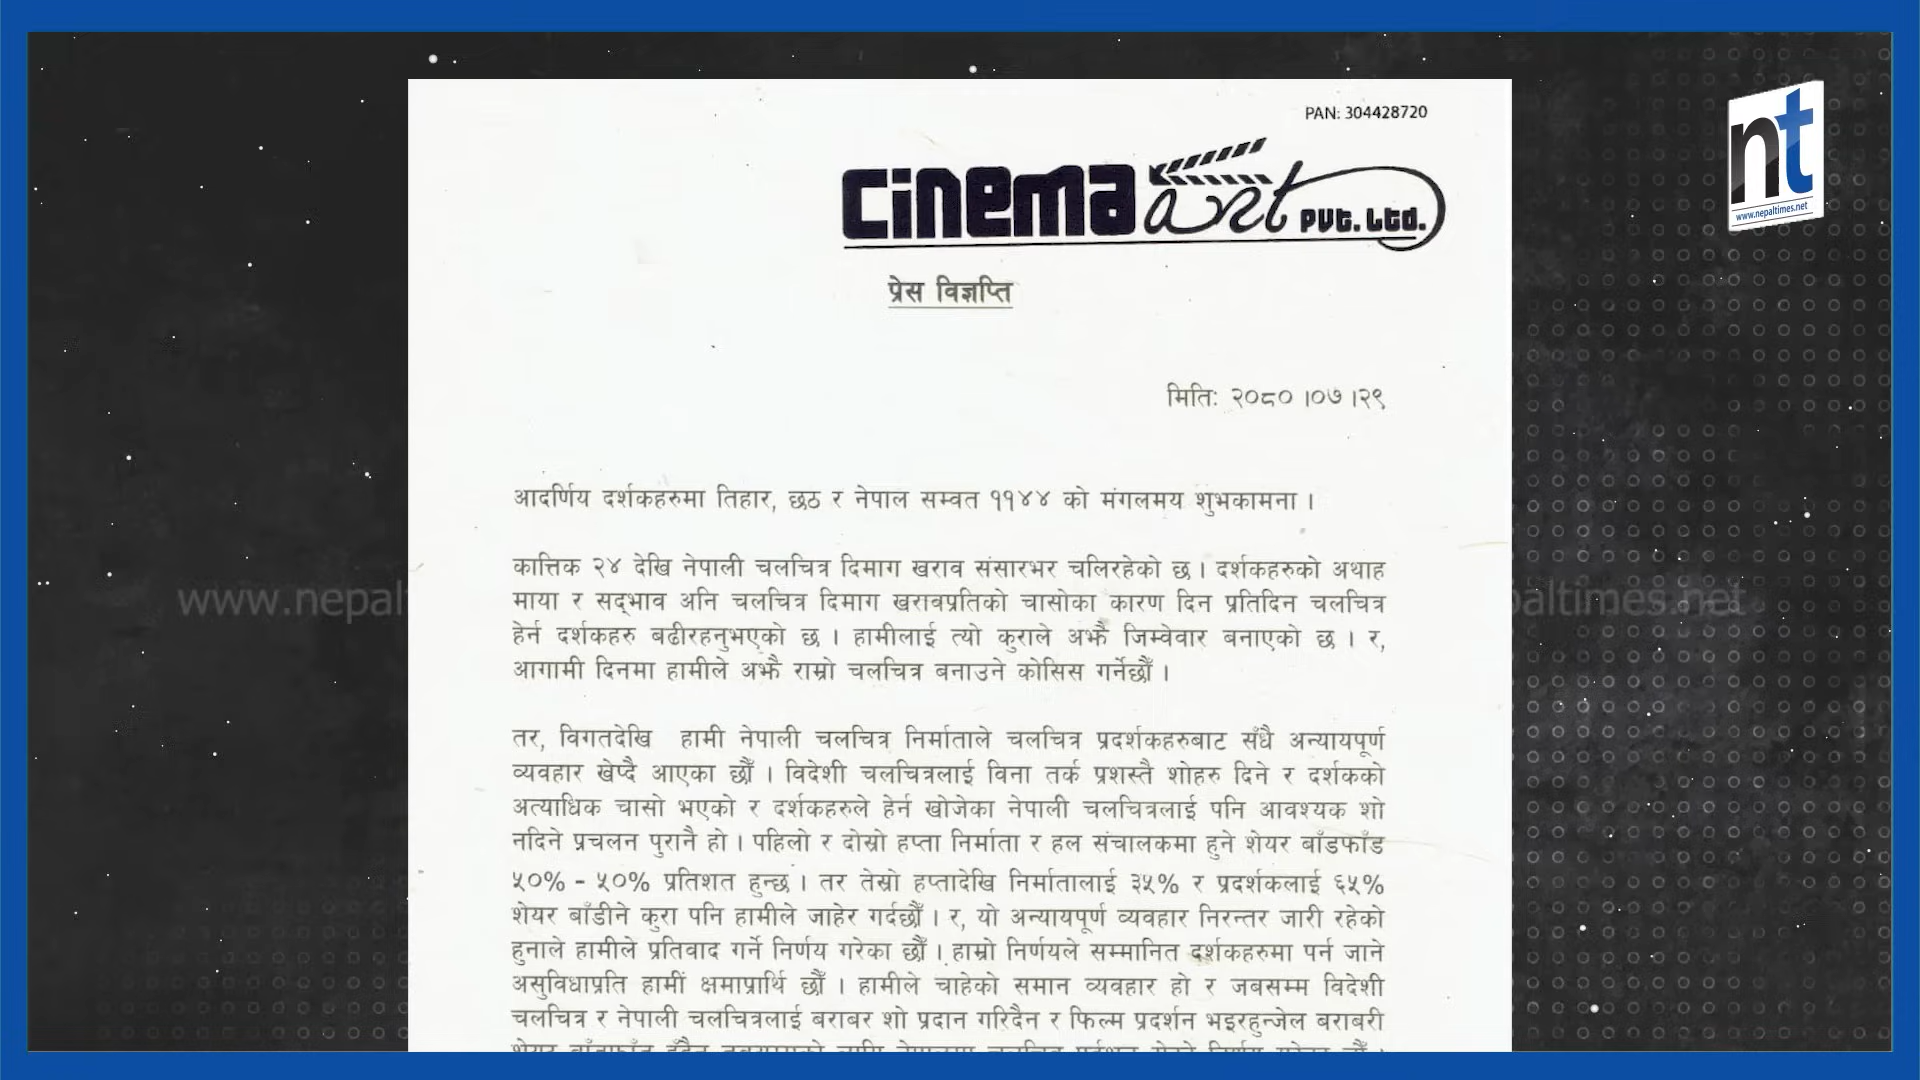 PAN: 304428720
cinema art PVt. Ltd.
nt
www.nepaltimes.net
प्रेस विज्ञप्ति
मितिः २०८० ।०७ ।२९
आदर्णिय दर्शकहरुमा तिहार, छठ र नेपाल सम्वत ११४४ को मंगलमय शुभकामना ।
कात्तिक २४ देखि नेपाली चलचित्र दिमाग खराव संसारभर चलिरहेको छ । दर्शकहरुको अथाह
माया र सद्‌भाव अनि चलचित्र दिमाग खरावप्रतिको चासोका कारण दिन प्रतिदिन चलचित्र
हेर्न दर्शकहरु बढीरहनुभएको छ । हामीलाई त्यो कुराले अझै जिम्वेवार बनाएको छ । र,
आगामी दिनमा हामीले अझै राम्रो चलचित्र बनाउने कोसिस गर्नेछौँ ।
तर, विगतदेखि हामी नेपाली चलचित्र निर्माताले चलचित्र प्रदर्शकहरुबाट सँधै अन्यायपूर्ण
व्यवहार खेप्दै आएका छौँ । विदेशी चलचित्रलाई विना तर्क प्रशस्तै शोहरु दिने र दर्शकको
अत्याधिक चासो भएको र दर्शकहरुले हेर्न खोजेका नेपाली चलचित्रलाई पनि आवश्यक शो
नदिने प्रचलन पुरानै हो । पहिलो र दोस्रो हप्ता निर्माता र हल संचालकमा हुने शेयर बाँडफाँड
५०% - ५०% प्रतिशत हुन्छ । तर तेस्रो हप्तादेखि निर्मातालाई ३५% र प्रदर्शकलाई ६५%
शेयर बाँडीने कुरा पनि हामीले जाहेर गर्दछौँ । र, यो अन्यायपूर्ण व्यवहार निरन्तर जारी रहेको
हुनाले हामीले प्रतिवाद गर्ने निर्णय गरेका छौँ । हाम्रो निर्णयले सम्मानित दर्शकहरुमा पर्न जाने
असुविधाप्रति हामीं क्षमाप्रार्थि छौँ । हामीले चाहेको समान व्यवहार हो र जबसम्म विदेशी
चलचित्र र नेपाली चलचित्रलाई बराबर शो प्रदान गरिदैन र फिल्म प्रदर्शन भइरहुन्जेल बराबरी
www.nepal
paltimes.net